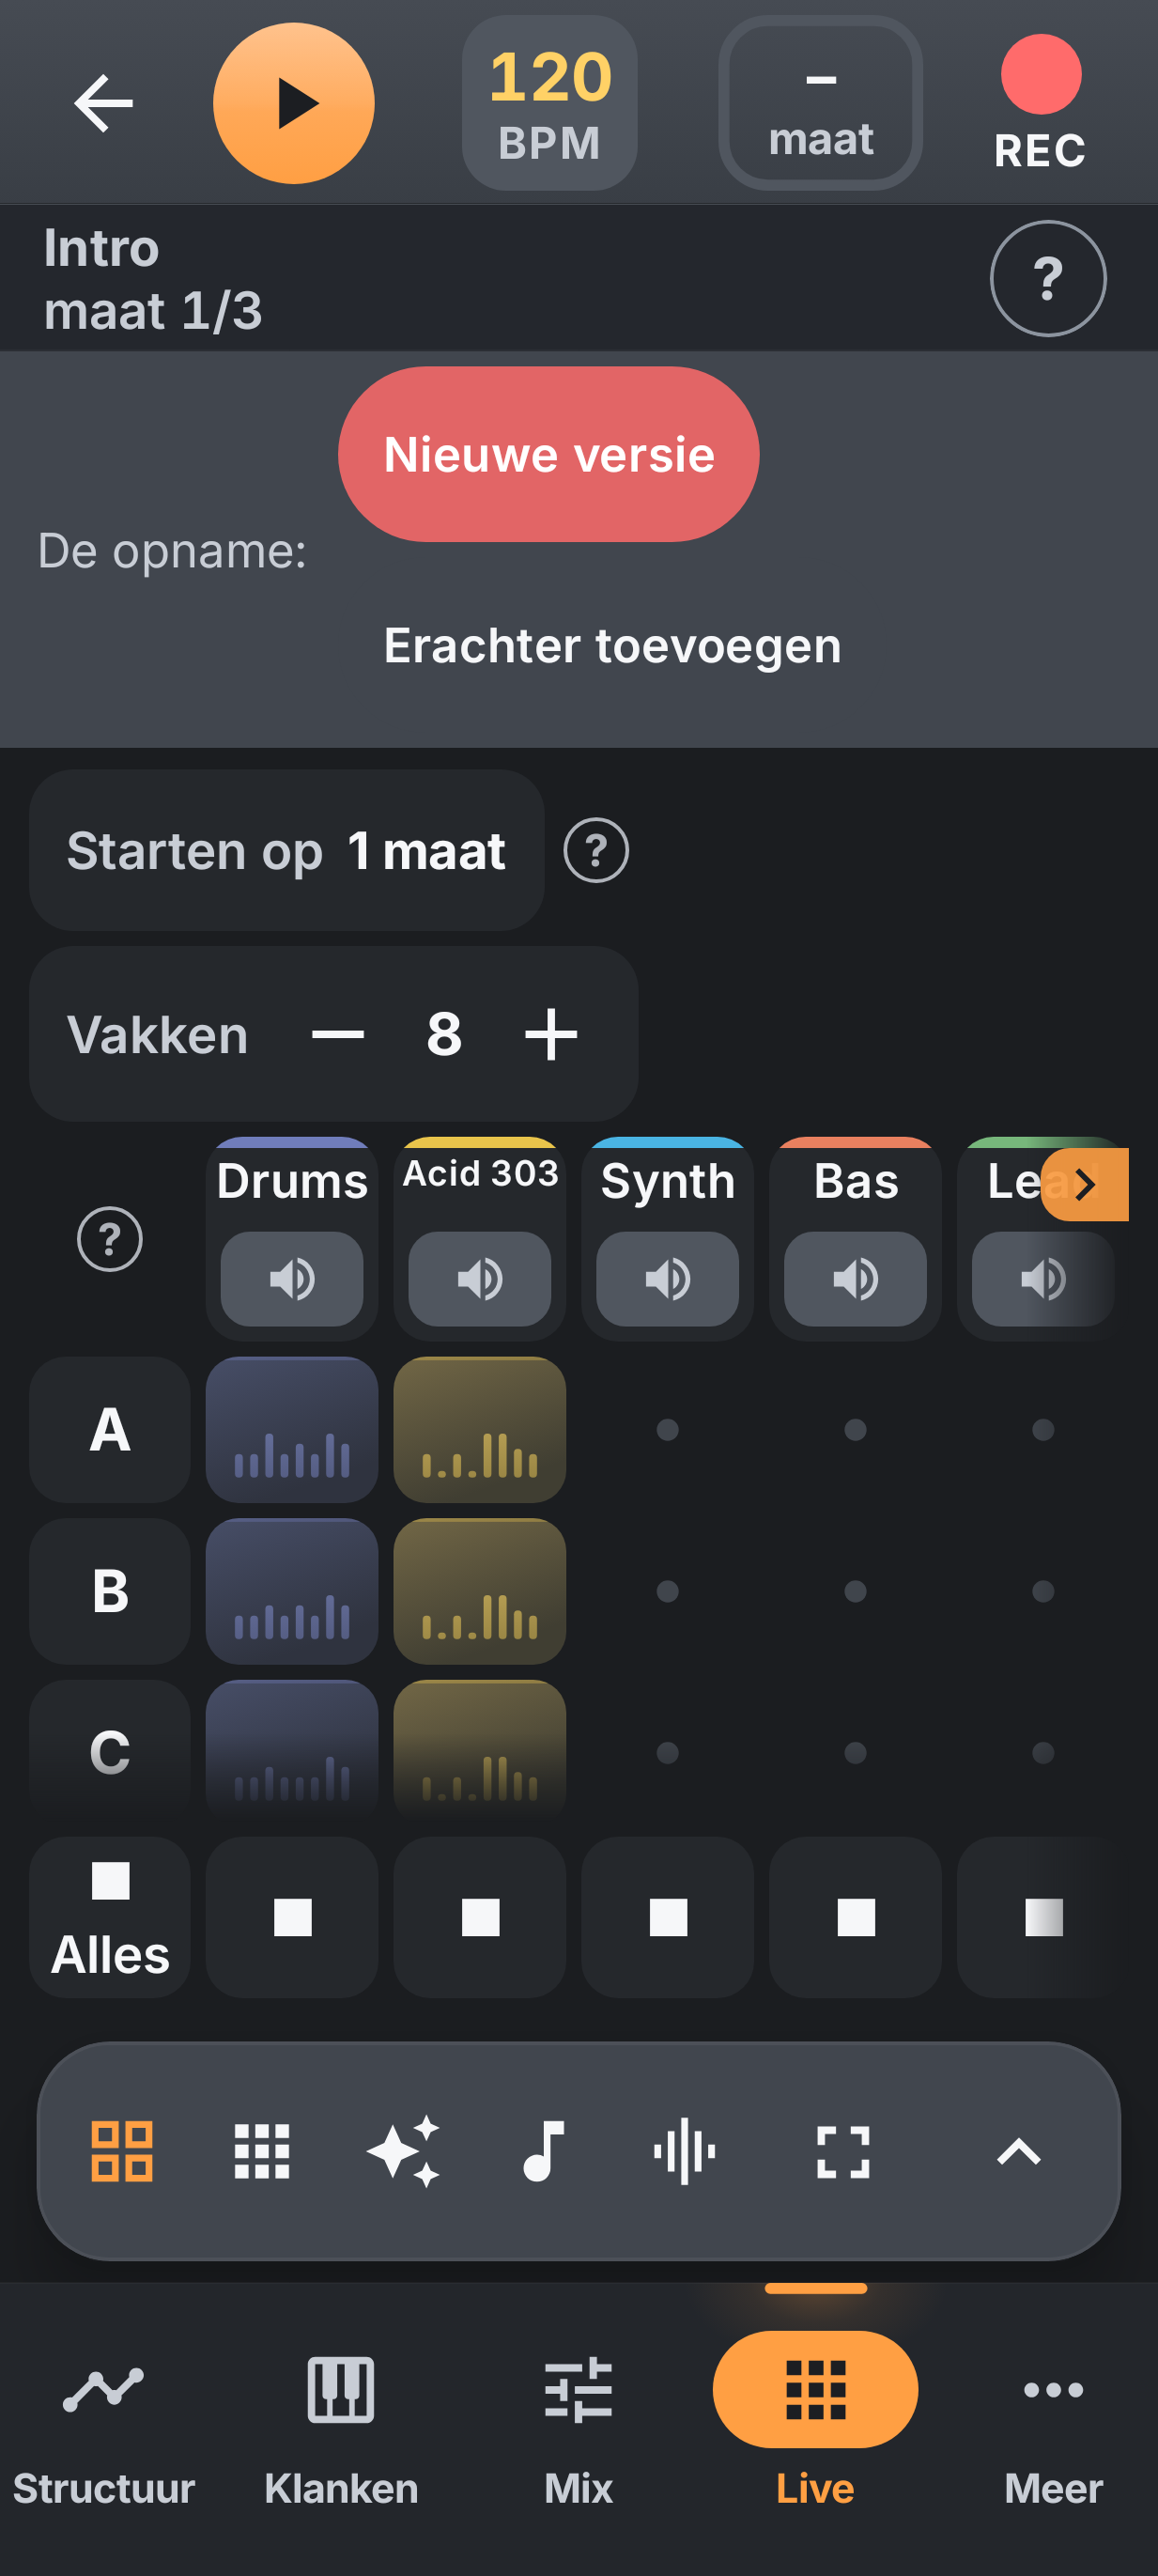 120
BPM
–
maat
REC
Intro
maat 1/3
?
Nieuwe versie
De opname:
Erachter toevoegen
Starten op 1 maat ?
Vakken — 8 +
Drums Acid 303 Synth Bas Lead
?
A
B
C
Alles
Structuur Klanken Mix Live Meer